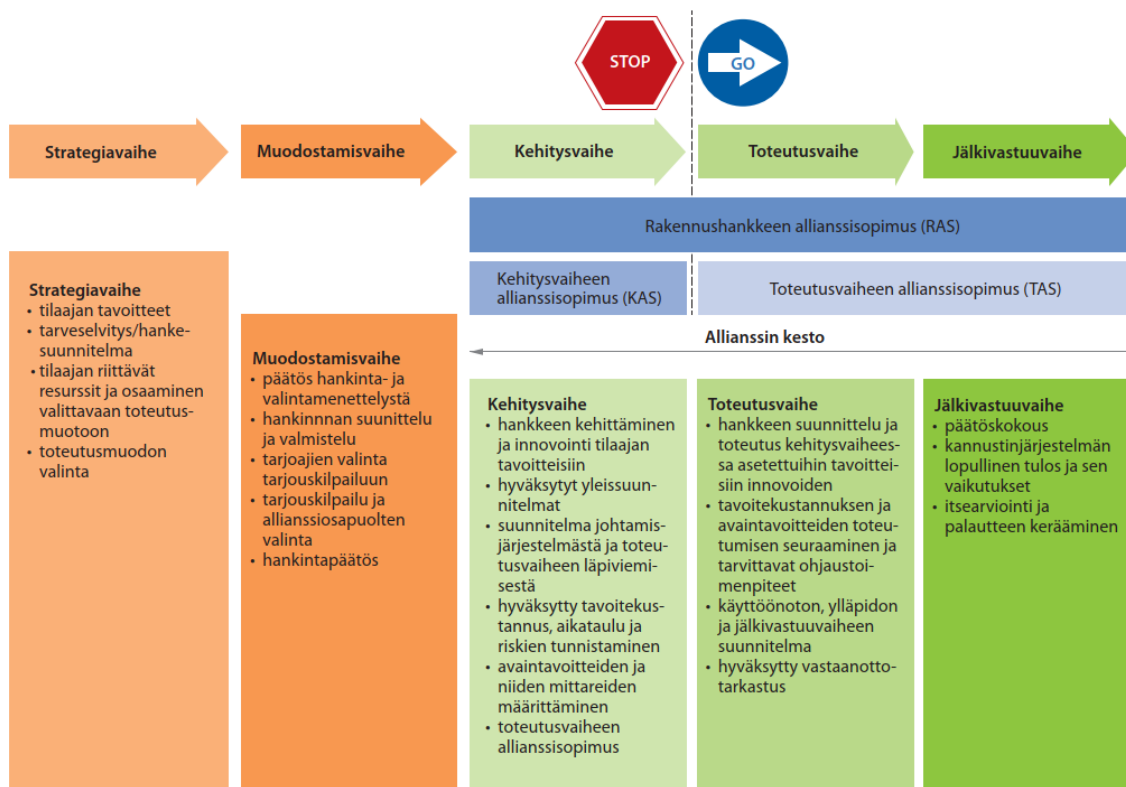 STOP
GO
Strategiavaihe
Muodostamisvaihe
Kehitysvaihe
Toteutusvaihe
Jälkivastuuvaihe
Rakennushankkeen allianssisopimus (RAS)
Kehitysvaiheen
allianssisopimus (KAS)
Toteutusvaiheen allianssisopimus (TAS)
Allianssin kesto
Strategiavaihe
• tilaajan tavoitteet
• tarveselvitys/hanke-
suunnitelma
• tilaajan riittävät
resurssit ja osaaminen
valittavaan toteutus-
muotoon
• toteutusmuodon
valinta
Muodostamisvaihe
• päätös hankinta- ja
valintamenettelystä
• hankinnnan suunittelu
ja valmistelu
• tarjoajien valinta
tarjouskilpailuun
• tarjouskilpailu ja
allianssiosapuolten
valinta
• hankintapäätös
Kehitysvaihe
• hankkeen kehittäminen
ja innovointi tilaajan
tavoitteisiin
• hyväksytyt yleissuun-
nitelmat
• suunnitelma johtamis-
järjestelmästä ja toteu-
tusvaiheen läpiviemi-
sestä
• hyväksytty tavoitekus-
tannus, aikataulu ja
riskien tunnistaminen
• avaintavoitteiden ja
niiden mittareiden
määrittäminen
• toteutusvaiheen
allianssisopimus
Toteutusvaihe
• hankkeen suunnittelu ja
toteutus kehitysvaihees-
sa asetettuihin tavoittei-
siin innovoiden
• tavoitekustannuksen ja
avaintavoitteiden toteu-
tumisen seuraaminen ja
tarvittavat ohjaustoi-
menpiteet
• käyttöönoton, ylläpidon
ja jälkivastuuvaiheen
suunnitelma
• hyväksytty vastaanotto-
tarkastus
Jälkivastuuvaihe
• päätöskokous
• kannustinjärjestelmän
lopullinen tulos ja sen
vaikutukset
• itsearviointi ja
palautteen kerääminen